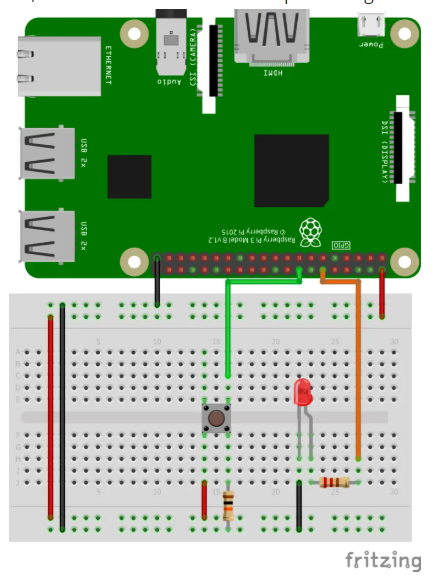 ETHERNET
Audio
CSI (CAMERA)
HDMI
Power
USB 2x
DSI (DISPLAY)
USB 2x
Raspberry Pi 3 Model B v1.2
© Raspberry Pi 2015
GPIO
5 10 15 20 25 30
A
B
C
D
E
F
G
H
I
J
5 10 15 20 25 30
fritzing